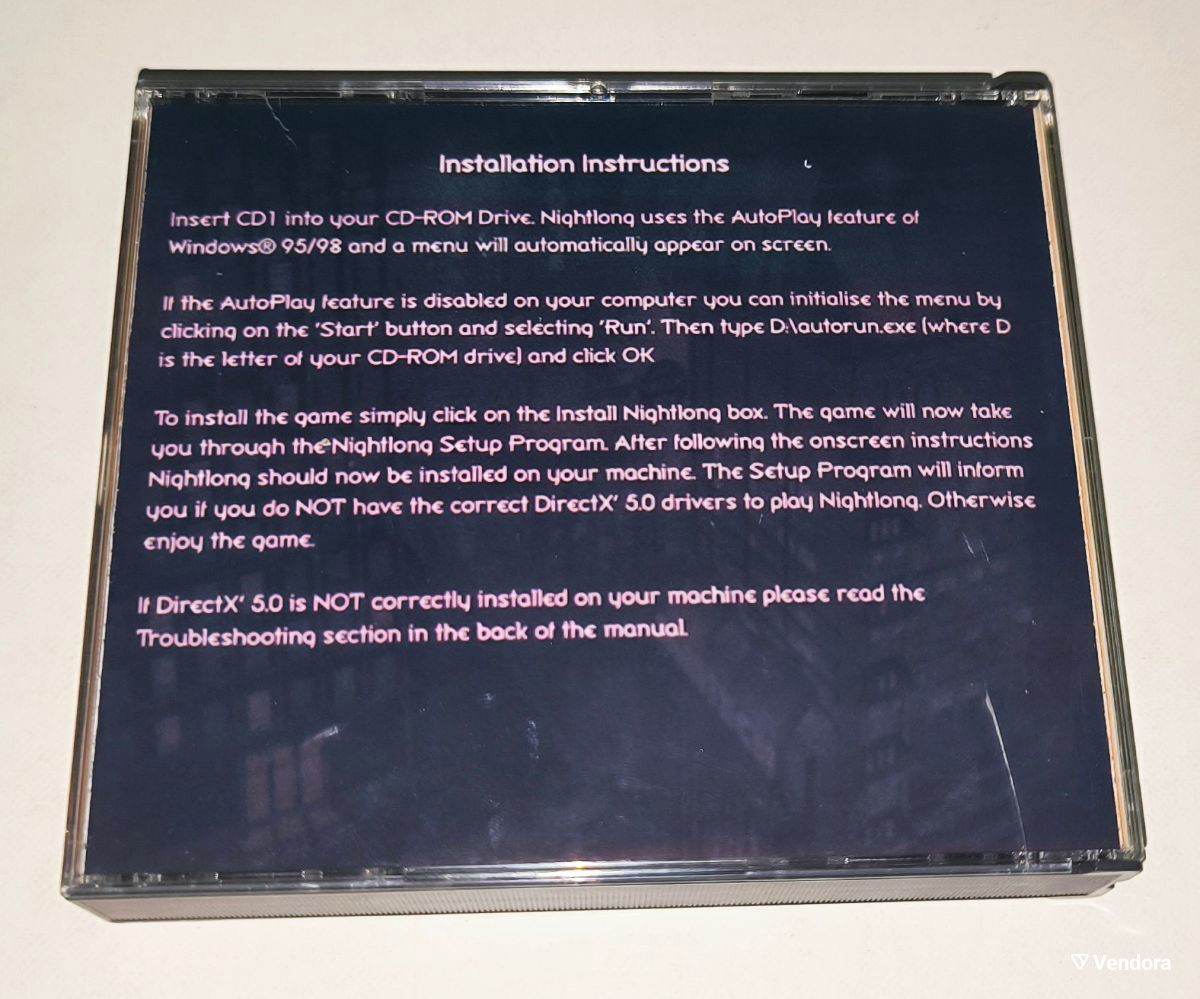 Installation Instructions
Insert CD1 into your CD-ROM Drive. Nightlong uses the AutoPlay feature of
Windows® 95/98 and a menu will automatically appear on screen.
If the AutoPlay feature is disabled on your computer you can initialise the menu by
clicking on the 'Start' button and selecting 'Run'. Then type D:\autorun.exe (where D
is the letter of your CD-ROM drive) and click OK
To install the game simply click on the Install Nightlong box. The game will now take
you through the Nightlong Setup Program. After following the onscreen instructions
Nightlong should now be installed on your machine. The Setup Program will inform
you if you do NOT have the correct DirectX' 5.0 drivers to play Nightlong. Otherwise
enjoy the game.
If DirectX' 5.0 is NOT correctly installed on your machine please read the
Troubleshooting section in the back of the manual.
Vendora